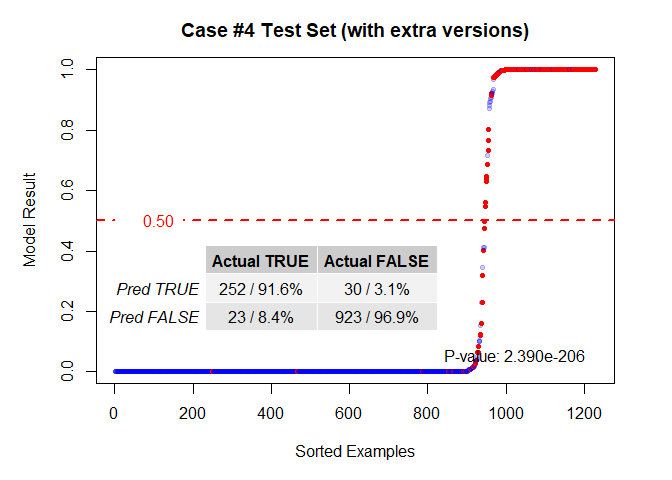 Case #4 Test Set (with extra versions)
Model Result
1.0
0.8
0.6
0.4
0.2
0.0
0.50
Actual TRUE Actual FALSE
Pred TRUE 252 / 91.6% 30 / 3.1%
Pred FALSE 23 / 8.4% 923 / 96.9%
P-value: 2.390e-206
0 200 400 600 800 1000 1200
Sorted Examples